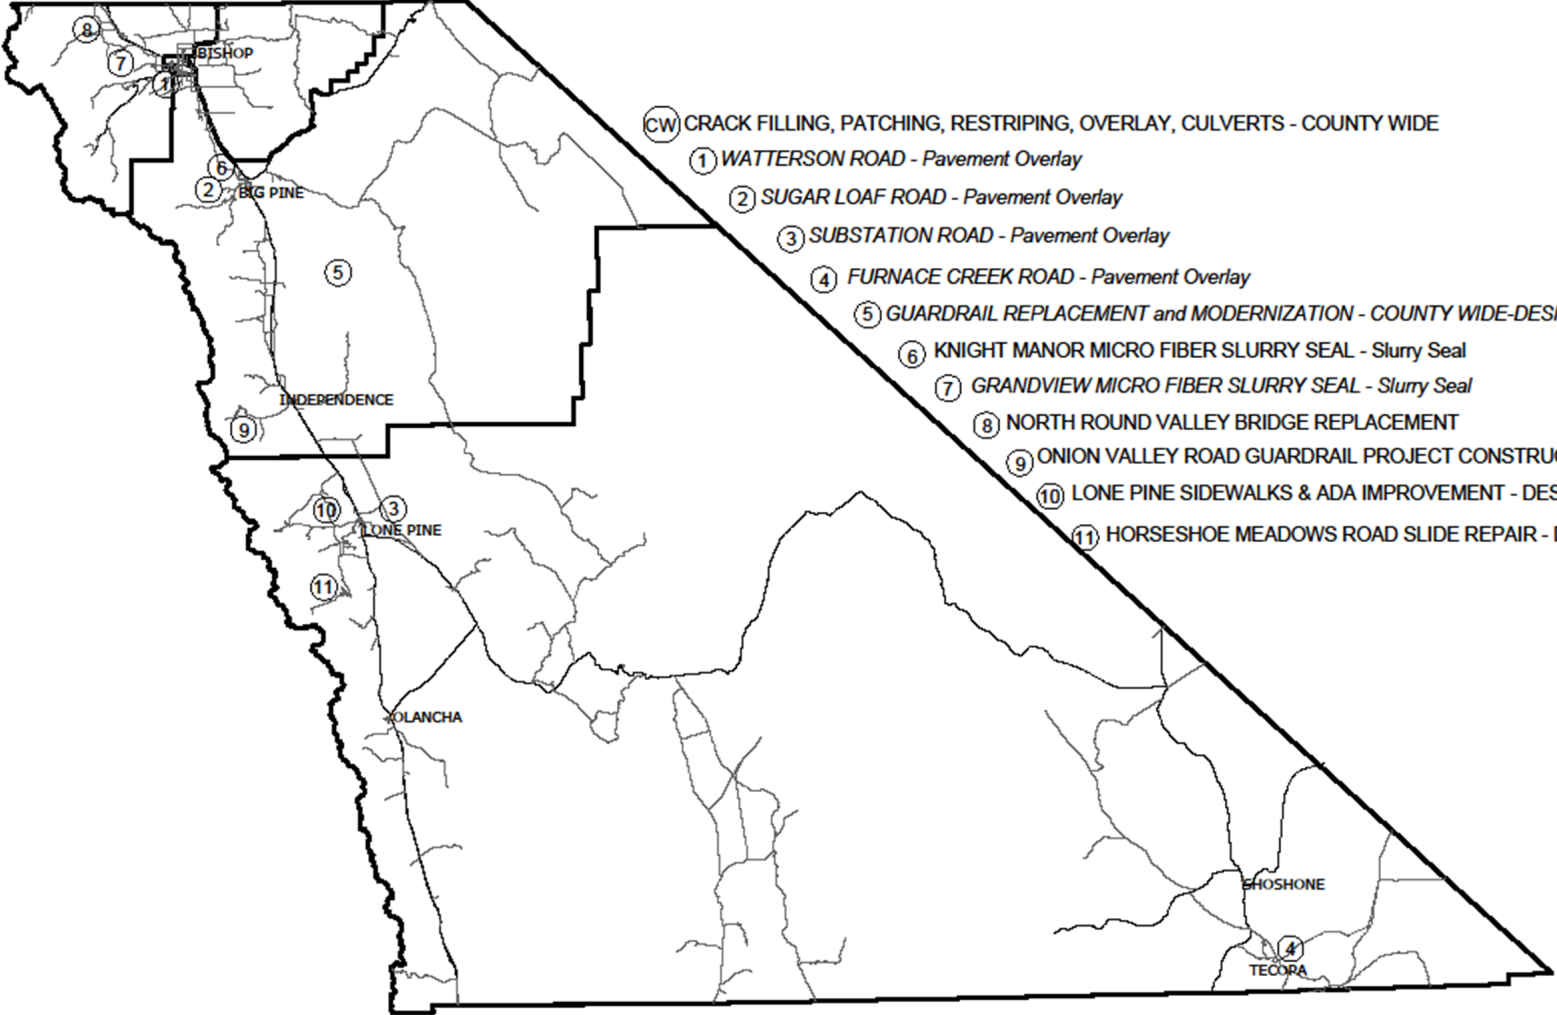 8
BISHOP
7
1
6
2
BIG PINE
5
INDEPENDENCE
9
10
3
LONE PINE
11
OLANCHA
SHOSHONE
4
TECOPA
CW CRACK FILLING, PATCHING, RESTRIPING, OVERLAY, CULVERTS - COUNTY WIDE
1 WATTERSON ROAD - Pavement Overlay
2 SUGAR LOAF ROAD - Pavement Overlay
3 SUBSTATION ROAD - Pavement Overlay
4 FURNACE CREEK ROAD - Pavement Overlay
5 GUARDRAIL REPLACEMENT and MODERNIZATION - COUNTY WIDE-DESI
6 KNIGHT MANOR MICRO FIBER SLURRY SEAL - Slurry Seal
7 GRANDVIEW MICRO FIBER SLURRY SEAL - Slurry Seal
8 NORTH ROUND VALLEY BRIDGE REPLACEMENT
9 ONION VALLEY ROAD GUARDRAIL PROJECT CONSTRUC
10 LONE PINE SIDEWALKS & ADA IMPROVEMENT - DES
11 HORSESHOE MEADOWS ROAD SLIDE REPAIR - D